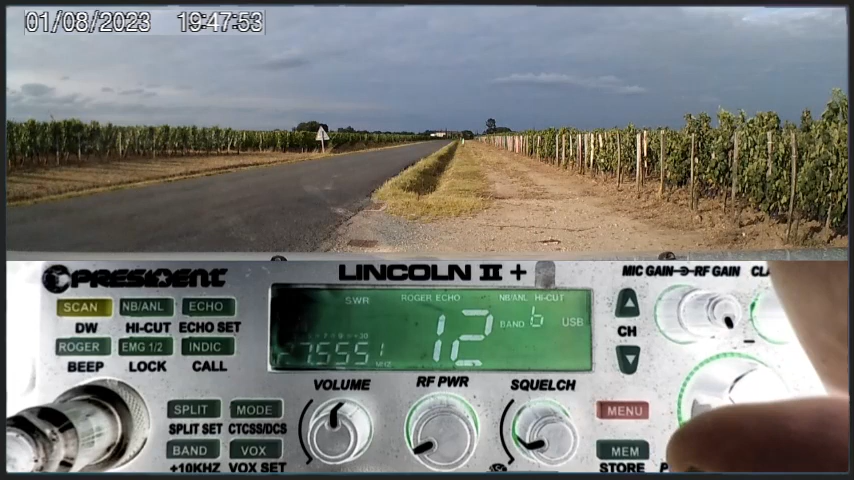 01/08/2023 19:47:53
PRESIDENT LINCOLN II + MIC GAIN RF GAIN
SCAN NB/ANL ECHO
DW HI-CUT ECHO SET
ROGER EMG 1/2 INDIC
BEEP LOCK CALL
SWR ROGER ECHO NB/ANL HI-CUT
12 BAND b USB
27.555 MHZ
CH
VOLUME RF PWR SQUELCH
SPLIT MODE MENU
SPLIT SET CTCSS/DCS
BAND VOX MEM
+10KHZ VOX SET STORE